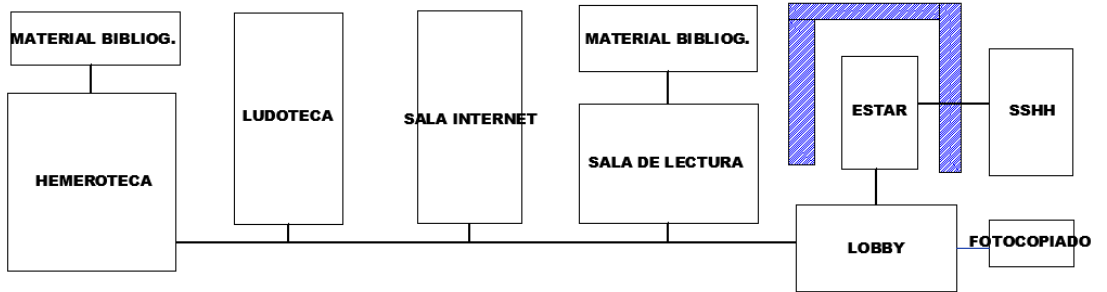 MATERIAL BIBLIOG.
MATERIAL BIBLIOG.
LUDOTECA
SALA INTERNET
ESTAR
SSHH
HEMEROTECA
SALA DE LECTURA
LOBBY
FOTOCOPIADO